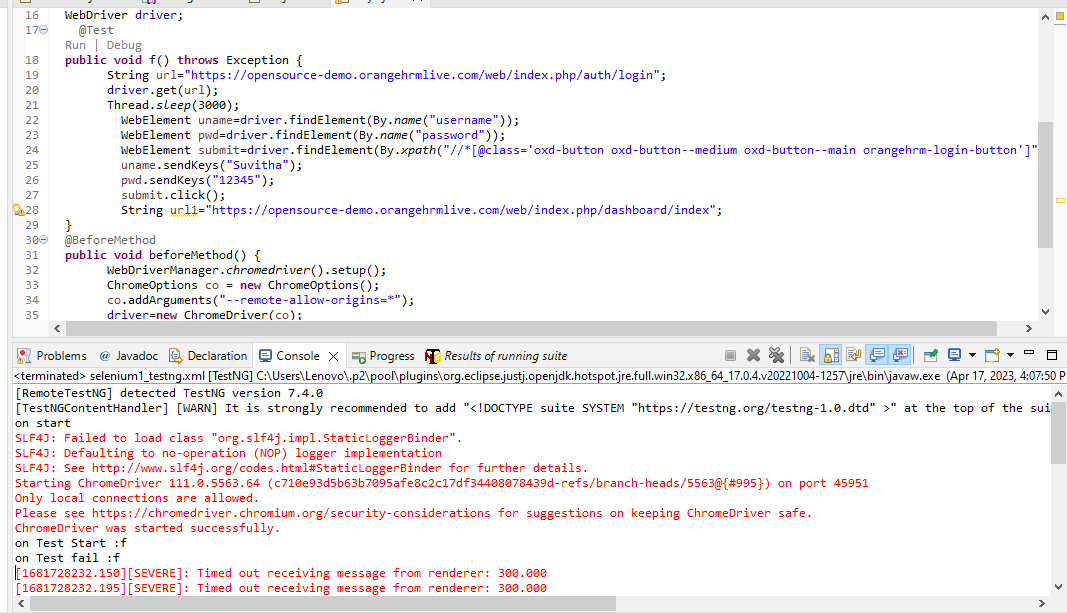 16 WebDriver driver;
17 @Test
Run | Debug
18 public void f() throws Exception {
19 String url="https://opensource-demo.orangehrmlive.com/web/index.php/auth/login";
20 driver.get(url);
21 Thread.sleep(3000);
22 WebElement uname=driver.findElement(By.name("username"));
23 WebElement pwd=driver.findElement(By.name("password"));
24 WebElement submit=driver.findElement(By.xpath("//*[@class='oxd-button oxd-button--medium oxd-button--main orangehrm-login-button']"
25 uname.sendKeys("Suvitha");
26 pwd.sendKeys("12345");
27 submit.click();
28 String url1="https://opensource-demo.orangehrmlive.com/web/index.php/dashboard/index";
29 }
30 @BeforeMethod
31 public void beforeMethod() {
32 WebDriverManager.chromedriver().setup();
33 ChromeOptions co = new ChromeOptions();
34 co.addArguments("--remote-allow-origins=*");
35 driver=new ChromeDriver(co);
Problems @ Javadoc Declaration Console Progress Results of running suite
<terminated> selenium1_testng.xml [TestNG] C:\Users\Lenovo\.p2\pool\plugins\org.eclipse.justj.openjdk.hotspot.jre.full.win32.x86_64_17.0.4.v20221004-1257\jre\bin\javaw.exe (Apr 17, 2023, 4:07:50 P
[RemoteTestNG] detected TestNG version 7.4.0
[TestNGContentHandler] [WARN] It is strongly recommended to add "<!DOCTYPE suite SYSTEM "https://testng.org/testng-1.0.dtd" >" at the top of the sui
on start
SLF4J: Failed to load class "org.slf4j.impl.StaticLoggerBinder".
SLF4J: Defaulting to no-operation (NOP) logger implementation
SLF4J: See http://www.slf4j.org/codes.html#StaticLoggerBinder for further details.
Starting ChromeDriver 111.0.5563.64 (c710e93d5b63b7095afe8c2c17df34408078439d-refs/branch-heads/5563@{#995}) on port 45951
Only local connections are allowed.
Please see https://chromedriver.chromium.org/security-considerations for suggestions on keeping ChromeDriver safe.
ChromeDriver was started successfully.
on Test Start :f
on Test fail :f
[1681728232.150][SEVERE]: Timed out receiving message from renderer: 300.000
[1681728232.195][SEVERE]: Timed out receiving message from renderer: 300.000